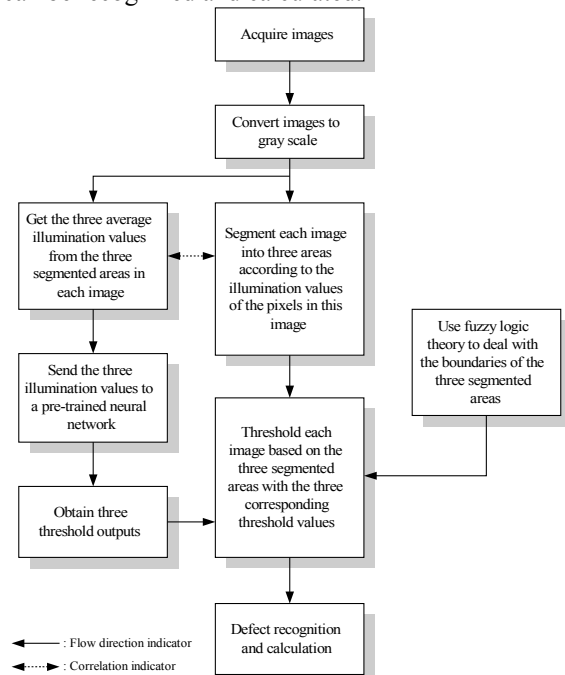 Acquire images
Convert images to
gray scale
Get the three average
illumination values
from the three
segmented areas in
each image
Segment each image
into three areas
according to the
illumination values
of the pixels in this
image
Use fuzzy logic
theory to deal with
the boundaries of the
three segmented
areas
Send the three
illumination values to
a pre-trained neural
network
Threshold each
image based on the
three segmented
areas with the three
corresponding
threshold values
Obtain three
threshold outputs
Defect recognition
and calculation
: Flow direction indicator
: Correlation indicator